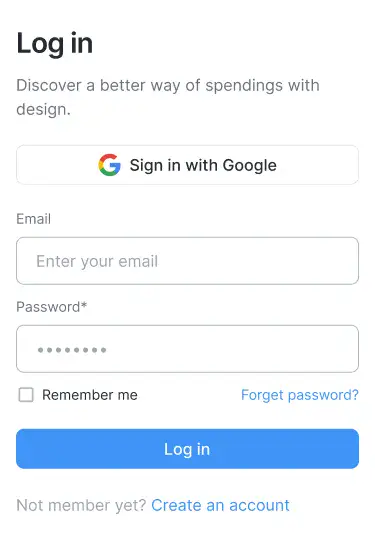 Log in
Discover a better way of spendings with
design.
Sign in with Google
Email
Enter your email
Password*
Remember me
Forget password?
Log in
Not member yet? Create an account